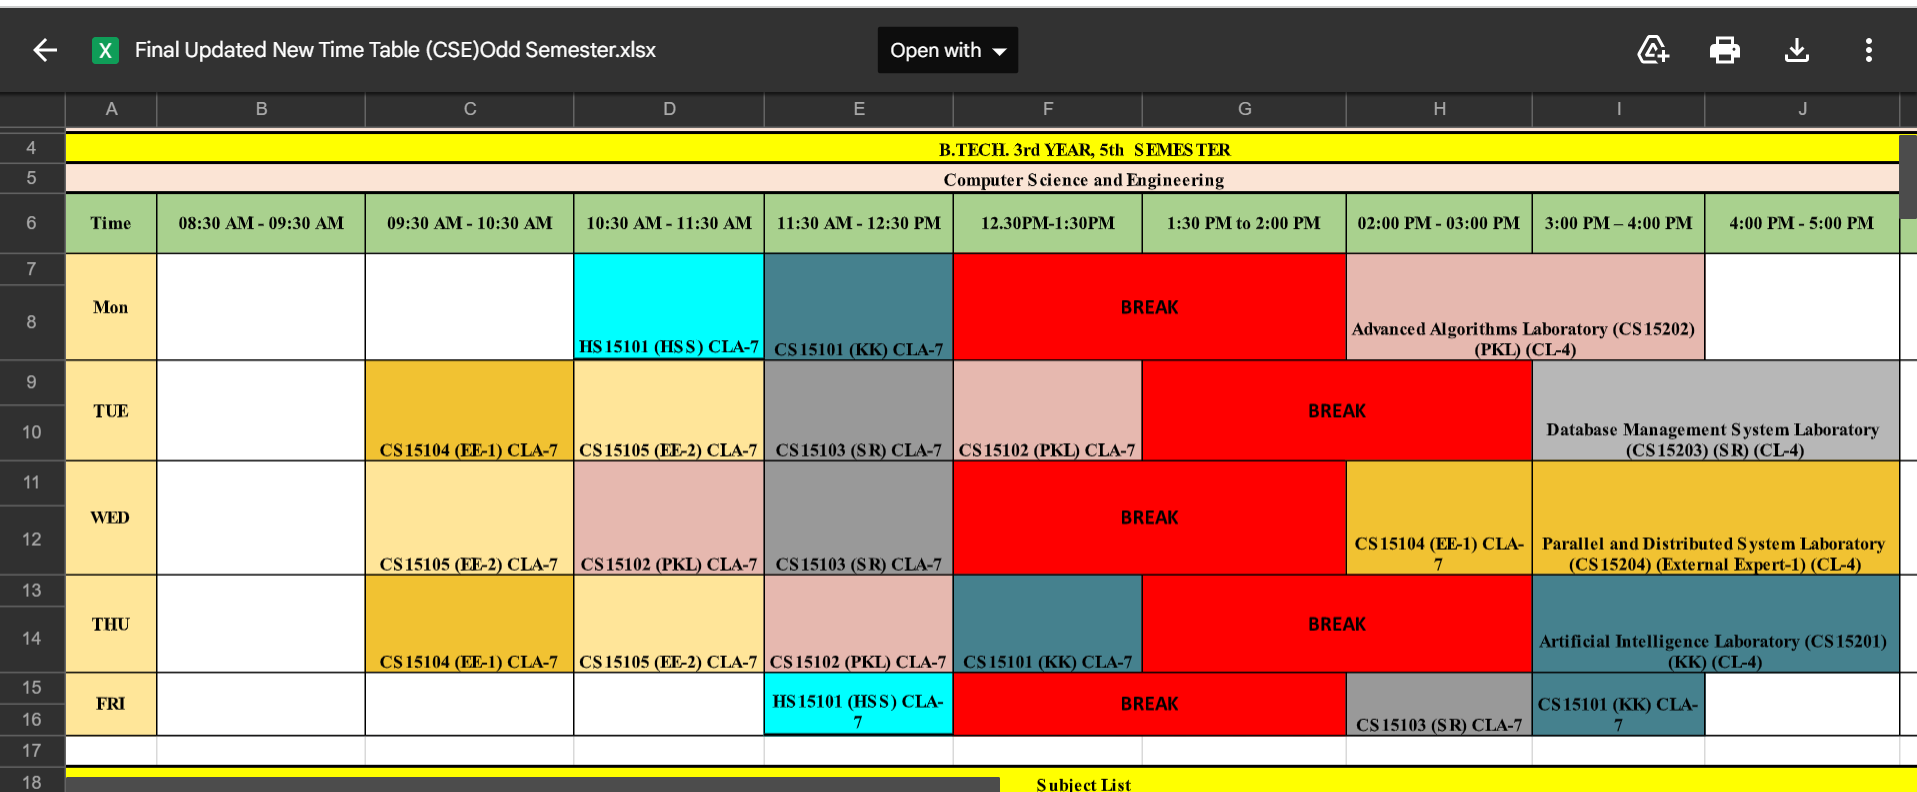 Final Updated New Time Table (CSE)Odd Semester.xlsx
Open with
A B C D E F G H I J
4 B.TECH. 3rd YEAR, 5th SEMESTER
5 Computer Science and Engineering
6 Time 08:30 AM - 09:30 AM 09:30 AM - 10:30 AM 10:30 AM - 11:30 AM 11:30 AM - 12:30 PM 12.30PM-1:30PM 1:30 PM to 2:00 PM 02:00 PM - 03:00 PM 3:00 PM – 4:00 PM 4:00 PM - 5:00 PM
7
8
Mon
HS15101 (HSS) CLA-7
CS15101 (KK) CLA-7
BREAK
Advanced Algorithms Laboratory (CS15202)
(PKL) (CL-4)
9
10
TUE
CS15104 (EE-1) CLA-7
CS15105 (EE-2) CLA-7
CS15103 (SR) CLA-7
CS15102 (PKL) CLA-7
BREAK
Database Management System Laboratory
(CS15203) (SR) (CL-4)
11
12
WED
CS15105 (EE-2) CLA-7
CS15102 (PKL) CLA-7
CS15103 (SR) CLA-7
BREAK
CS15104 (EE-1) CLA-
7
Parallel and Distributed System Laboratory
(CS15204) (External Expert-1) (CL-4)
13
14
THU
CS15104 (EE-1) CLA-7
CS15105 (EE-2) CLA-7
CS15102 (PKL) CLA-7
CS15101 (KK) CLA-7
BREAK
Artificial Intelligence Laboratory (CS15201)
(KK) (CL-4)
15
16
FRI
HS15101 (HSS) CLA-
7
BREAK
CS15103 (SR) CLA-7
CS15101 (KK) CLA-
7
17
18 Subject List